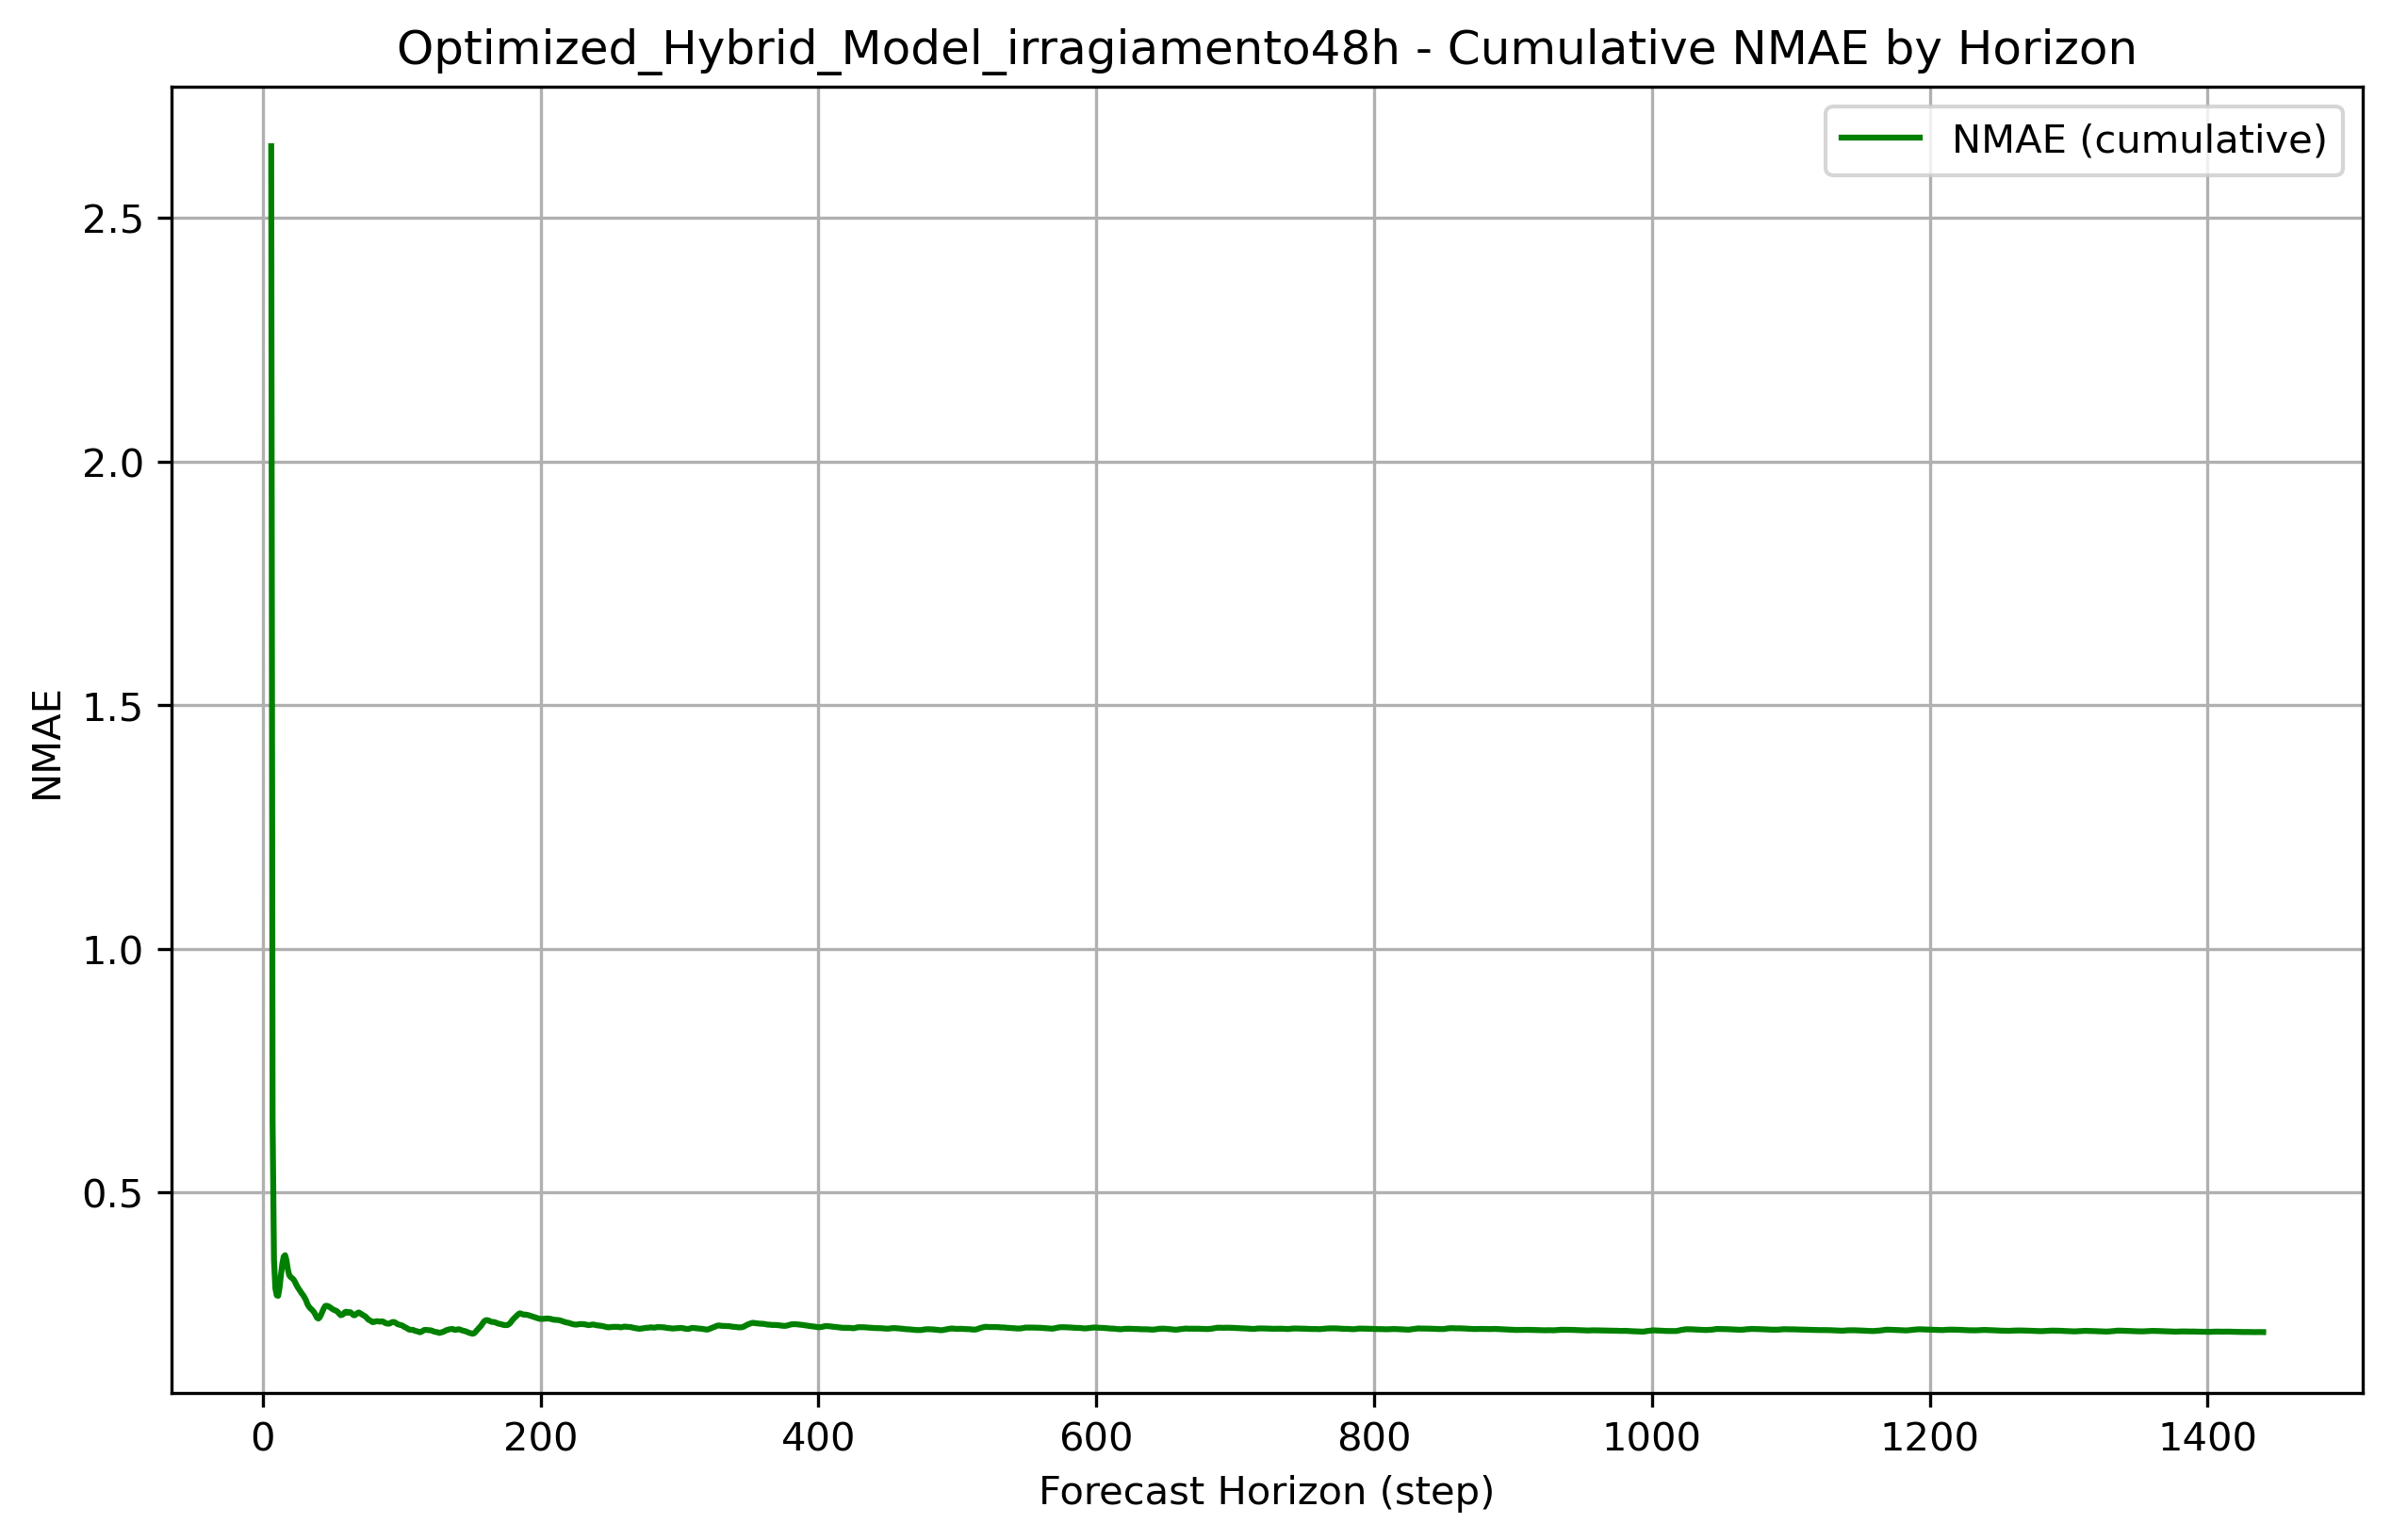 Optimized_Hybrid_Model_irragiamento48h - Cumulative NMAE by Horizon
NMAE (cumulative)
2.5
2.0
1.5
1.0
0.5
NMAE
0 200 400 600 800 1000 1200 1400
Forecast Horizon (step)